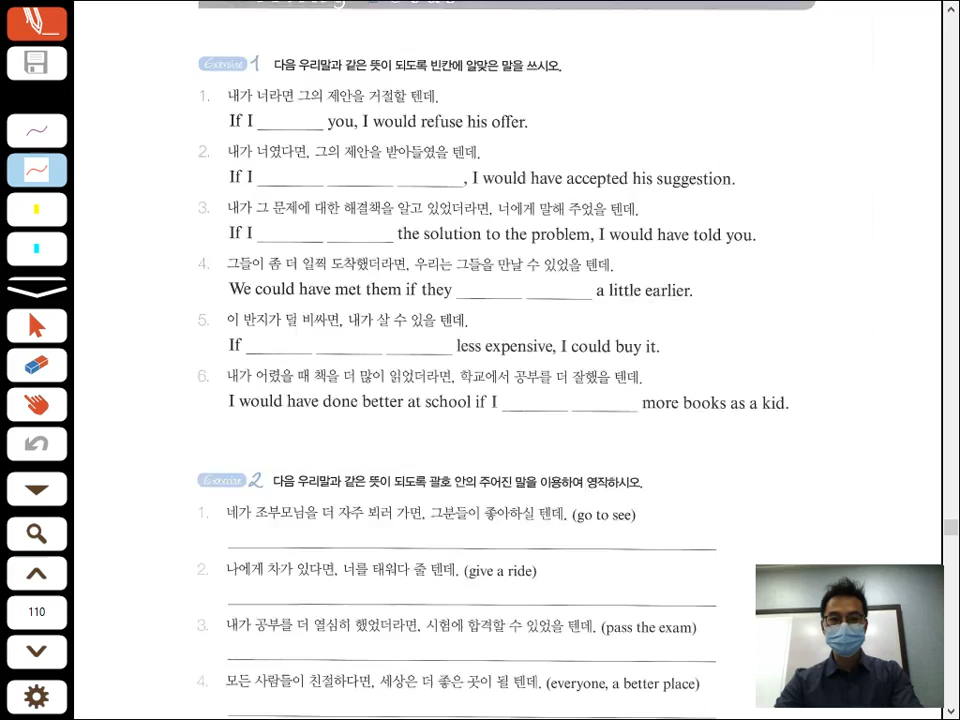 Exercise 1 다음 우리말과 같은 뜻이 되도록 빈칸에 알맞은 말을 쓰시오.
1. 내가 너라면 그의 제안을 거절할 텐데.
If I ______ you, I would refuse his offer.
2. 내가 너였다면, 그의 제안을 받아들였을 텐데.
If I ______ ______ ______, I would have accepted his suggestion.
3. 내가 그 문제에 대한 해결책을 알고 있었더라면, 너에게 말해 주었을 텐데.
If I ______ ______ the solution to the problem, I would have told you.
4. 그들이 좀 더 일찍 도착했더라면, 우리는 그들을 만날 수 있었을 텐데.
We could have met them if they ______ ______ a little earlier.
5. 이 반지가 덜 비싸면, 내가 살 수 있을 텐데.
If ______ ______ ______ less expensive, I could buy it.
6. 내가 어렸을 때 책을 더 많이 읽었더라면, 학교에서 공부를 더 잘했을 텐데.
I would have done better at school if I ______ ______ more books as a kid.
Exercise 2 다음 우리말과 같은 뜻이 되도록 괄호 안의 주어진 말을 이용하여 영작하시오.
1. 네가 조부모님을 더 자주 뵈러 가면, 그분들이 좋아하실 텐데. (go to see)
2. 나에게 차가 있다면, 너를 태워다 줄 텐데. (give a ride)
3. 내가 공부를 더 열심히 했었더라면, 시험에 합격할 수 있었을 텐데. (pass the exam)
110
4. 모든 사람들이 친절하다면, 세상은 더 좋은 곳이 될 텐데. (everyone, a better place)